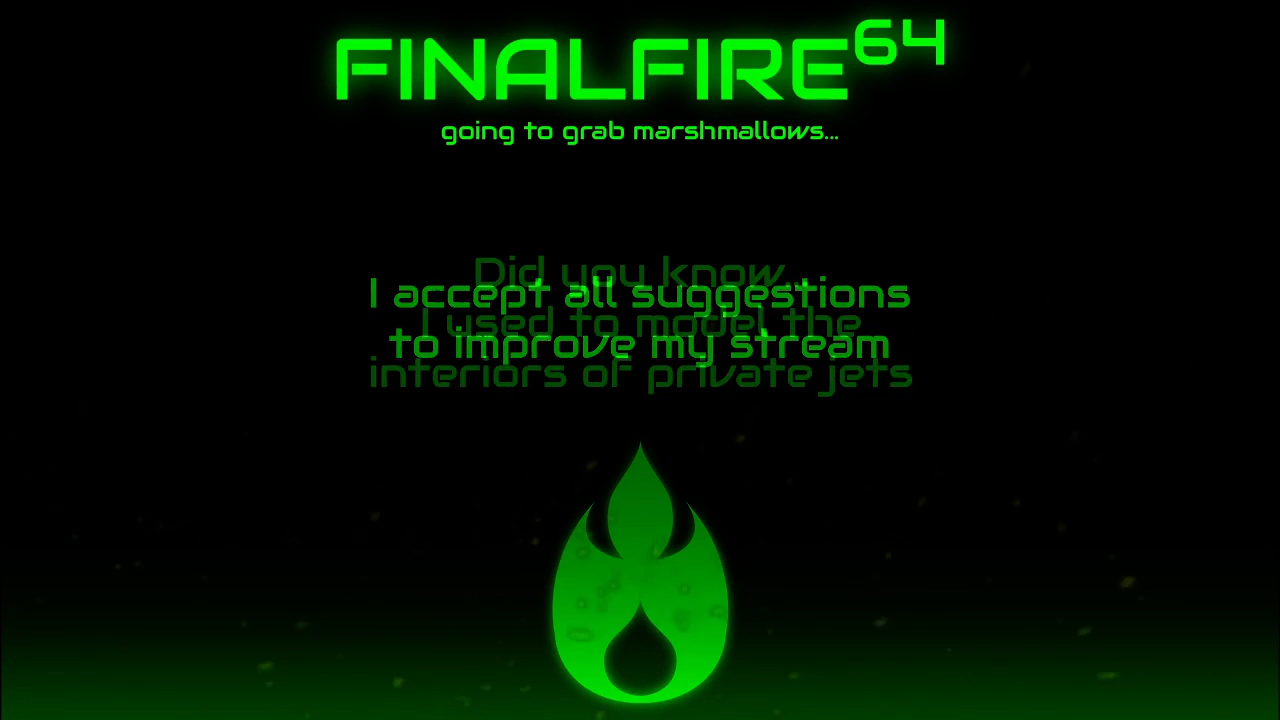 FINALFIRE64
going to grab marshmallows...
Did you know...
I accept all suggestions
I used to model the
to improve my stream
interiors of private jets